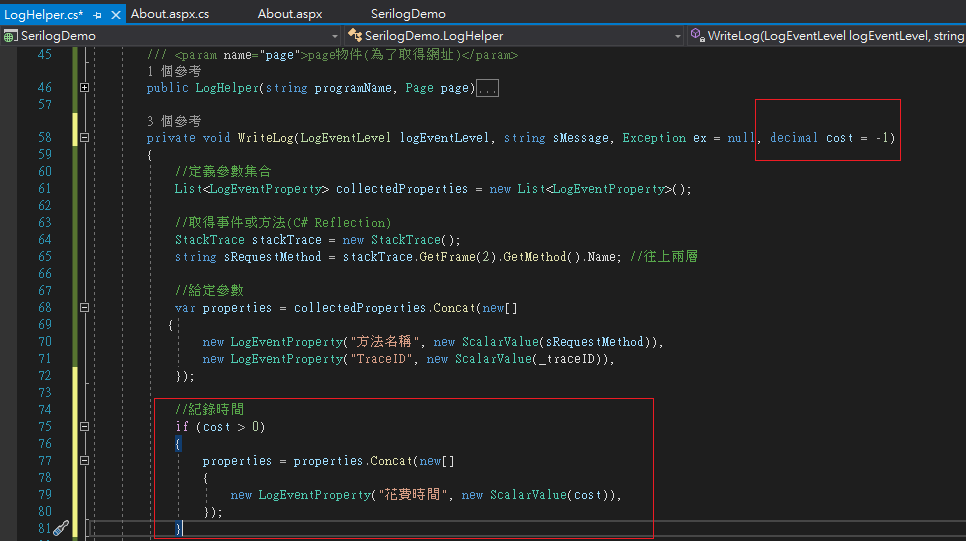 LogHelper.cs*
About.aspx.cs
About.aspx
SerilogDemo
SerilogDemo
SerilogDemo.LogHelper
WriteLog(LogEventLevel logEventLevel, string
45 /// <param name="page">page物件(為了取得網址)</param>
1 個參考
46 public LogHelper(string programName, Page page)...
57
3 個參考
58 private void WriteLog(LogEventLevel logEventLevel, string sMessage, Exception ex = null, decimal cost = -1)
59 {
60 //定義參數集合
61 List<LogEventProperty> collectedProperties = new List<LogEventProperty>();
62
63 //取得事件或方法(C# Reflection)
64 StackTrace stackTrace = new StackTrace();
65 string sRequestMethod = stackTrace.GetFrame(2).GetMethod().Name; //往上兩層
66
67 //給定參數
68 var properties = collectedProperties.Concat(new[]
69 {
70 new LogEventProperty("方法名稱", new ScalarValue(sRequestMethod)),
71 new LogEventProperty("TraceID", new ScalarValue(_traceID)),
72 });
73
74 //紀錄時間
75 if (cost > 0)
76 {
77 properties = properties.Concat(new[]
78 {
79 new LogEventProperty("花費時間", new ScalarValue(cost)),
80 });
81 }